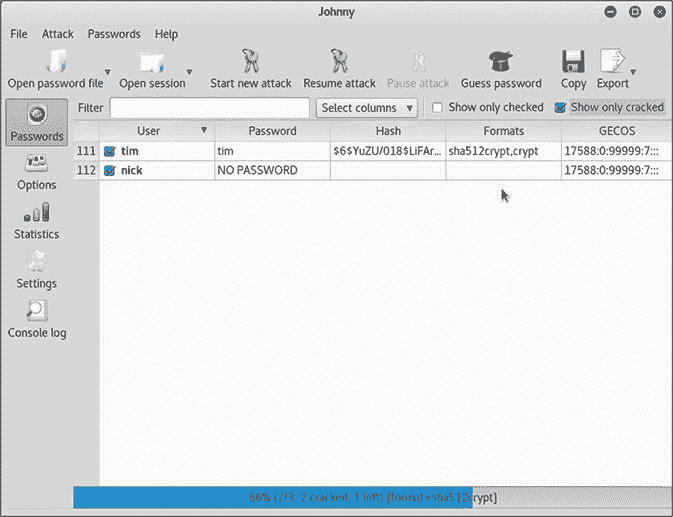 Johnny
File Attack Passwords Help
Open password file Open session Start new attack Resume attack Pause attack Guess password Copy Export
Filter Select columns Show only checked Show only cracked
Passwords
Options
Statistics
Settings
Console log
User Password Hash Formats GECOS
111 tim tim $6$YuZU/018$LiFAr... sha512crypt,crypt 17588:0:99999:7:::
112 nick NO PASSWORD 17588:0:99999:7:::
66% (2/3: 2 cracked, 1 left) [format=sha512crypt]